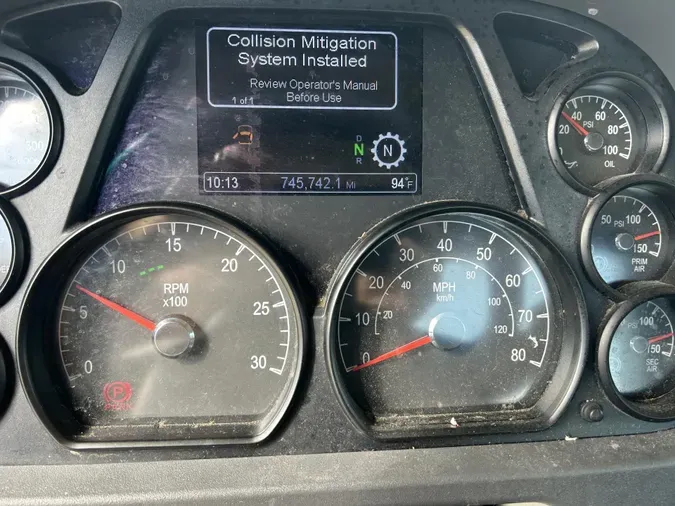 Collision Mitigation
System Installed
Review Operator's Manual
Before Use
1 of 1
D
N
R
N
10:13 745,742.1 MI 94°F
0 5 10 15 20 25 30
RPM
x100
P
PARK
0 10 20 30 40 50 60 70 80
20 40 60 80 100 120
MPH
km/h
20 40 60 80 100
PSI
OIL
50 100 150
PSI
PRIM
AIR
100 150
PSI
SEC
AIR